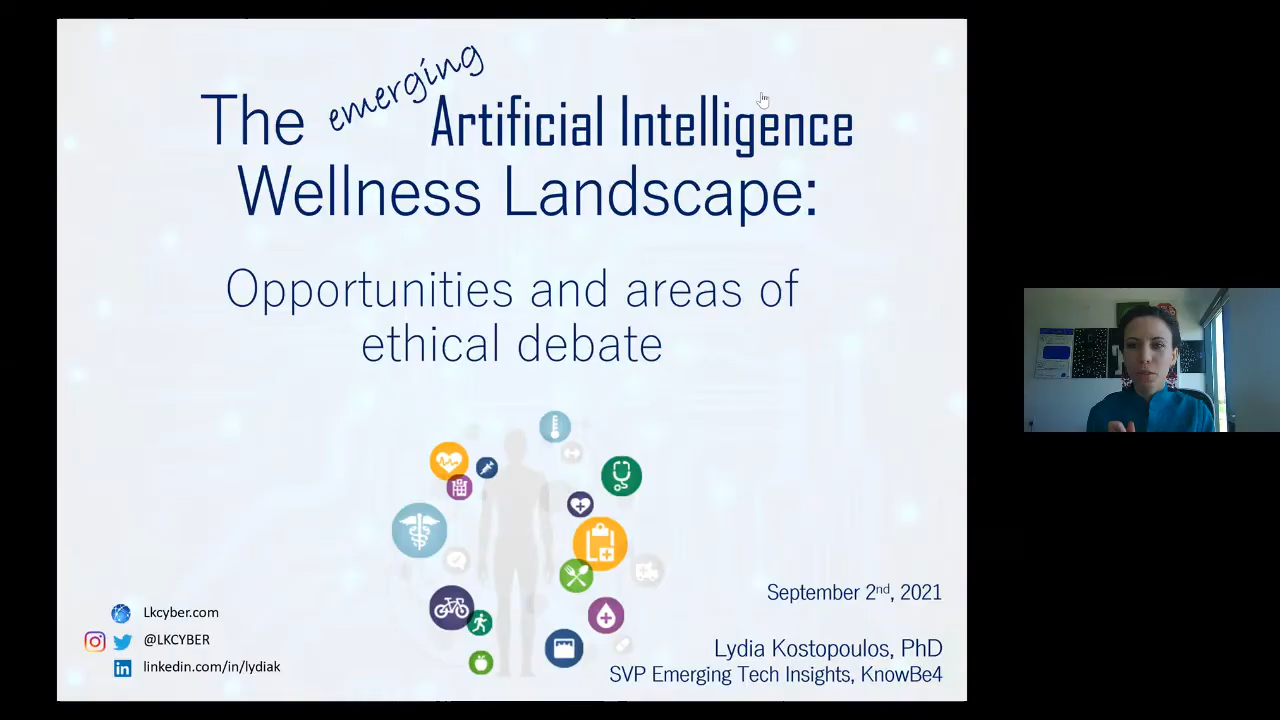 The emerging Artificial Intelligence
Wellness Landscape:
Opportunities and areas of
ethical debate
September 2nd, 2021
Lydia Kostopoulos, PhD
SVP Emerging Tech Insights, KnowBe4
Lkcyber.com
@LKCYBER
linkedin.com/in/lydiak